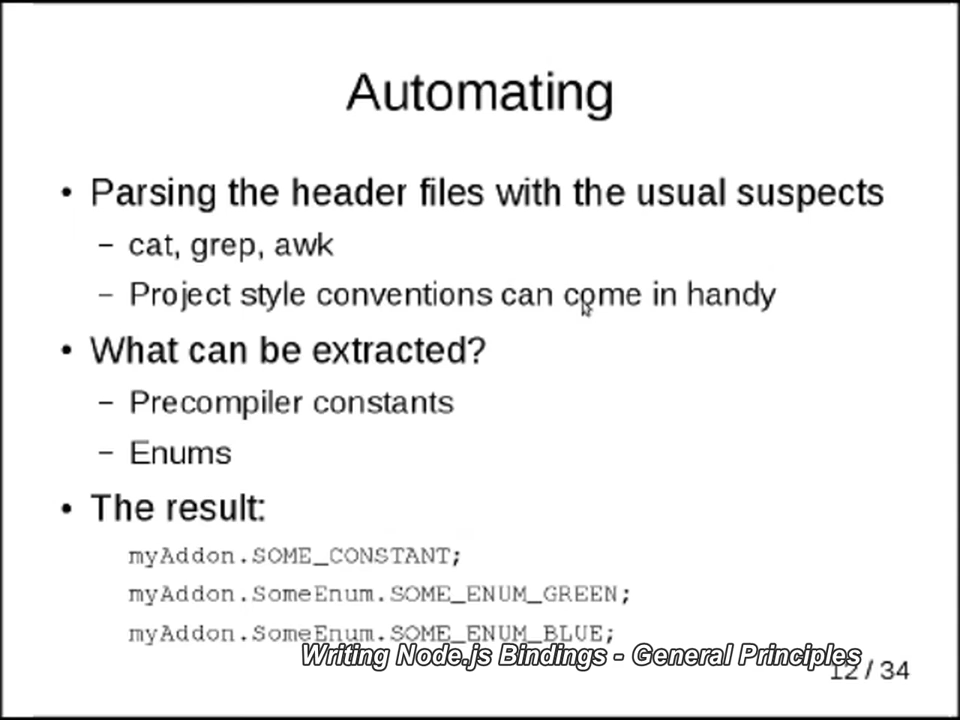 Automating
• Parsing the header files with the usual suspects
– cat, grep, awk
– Project style conventions can come in handy
• What can be extracted?
– Precompiler constants
– Enums
• The result:
myAddon.SOME_CONSTANT;
myAddon.SomeEnum.SOME_ENUM_GREEN;
myAddon.SomeEnum.SOME_ENUM_BLUE;
Writing Node.js Bindings - General Principles
12 / 34